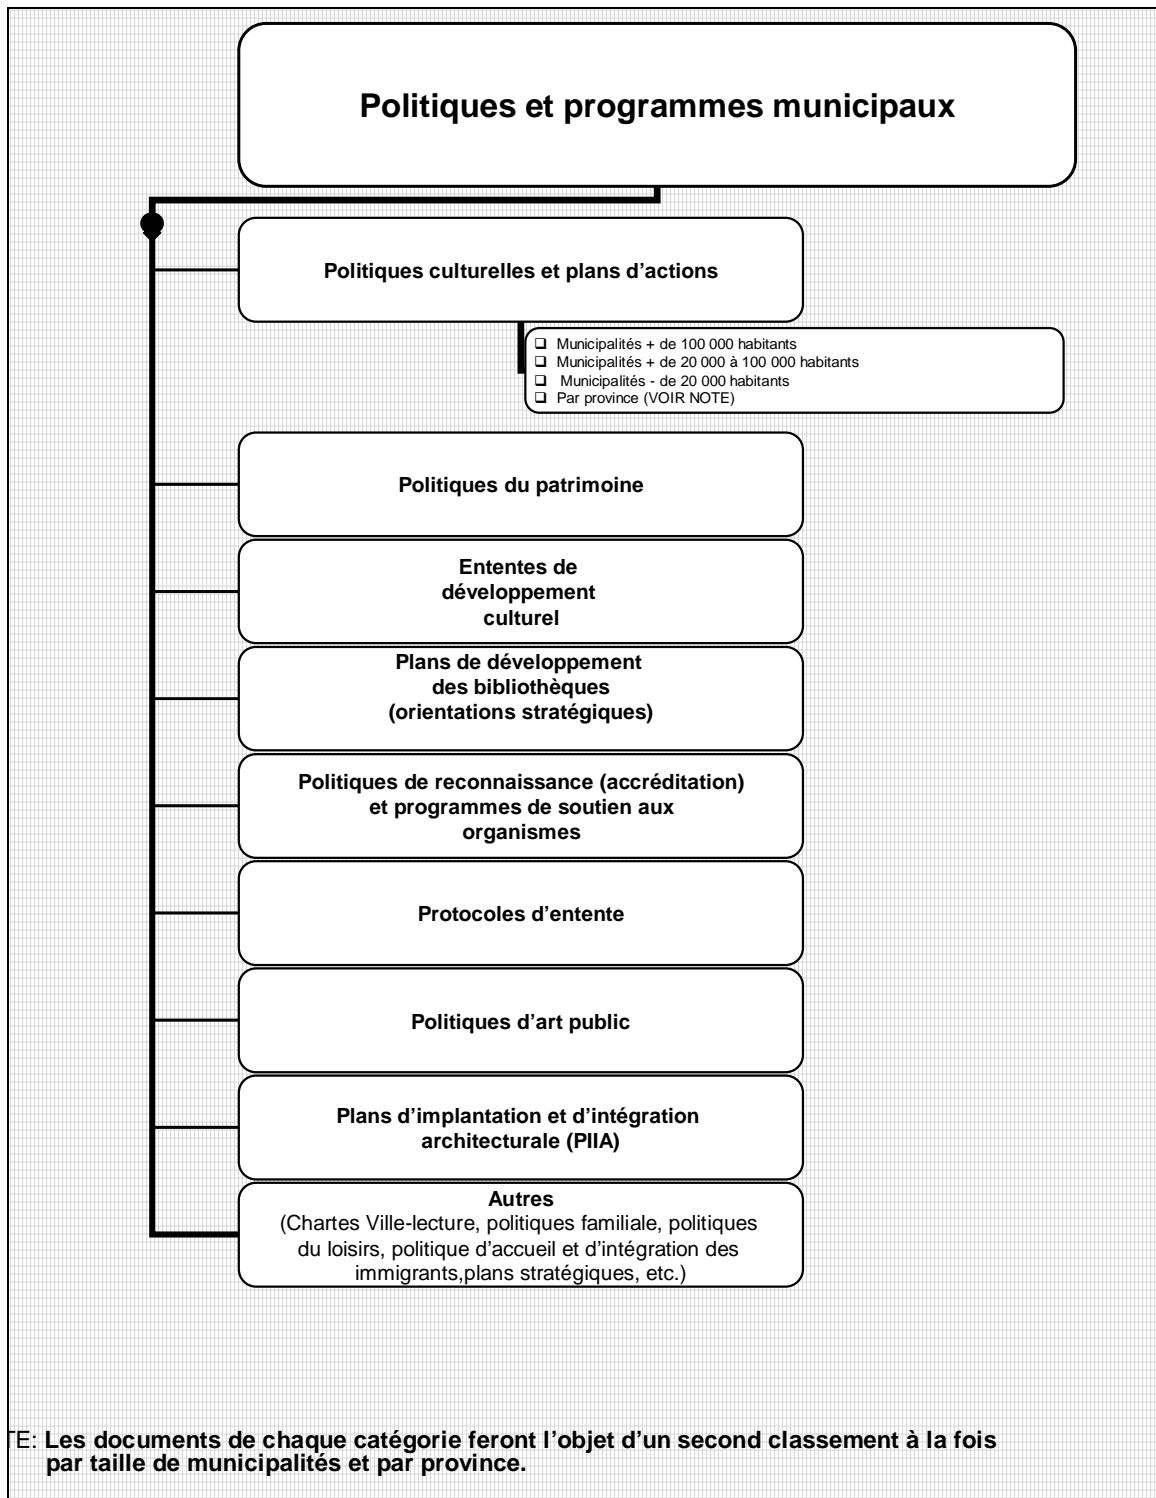 Politiques et programmes municipaux
Politiques culturelles et plans d’actions
❑ Municipalités + de 100 000 habitants
❑ Municipalités + de 20 000 à 100 000 habitants
❑ Municipalités - de 20 000 habitants
❑ Par province (VOIR NOTE)
Politiques du patrimoine
Ententes de
développement
culturel
Plans de développement
des bibliothèques
(orientations stratégiques)
Politiques de reconnaissance (accréditation)
et programmes de soutien aux
organismes
Protocoles d’entente
Politiques d’art public
Plans d’implantation et d’intégration
architecturale (PIIA)
Autres
(Chartes Ville-lecture, politiques familiale, politiques
du loisirs, politique d’accueil et d’intégration des
immigrants,plans stratégiques, etc.)
TE: Les documents de chaque catégorie feront l’objet d’un second classement à la fois
par taille de municipalités et par province.